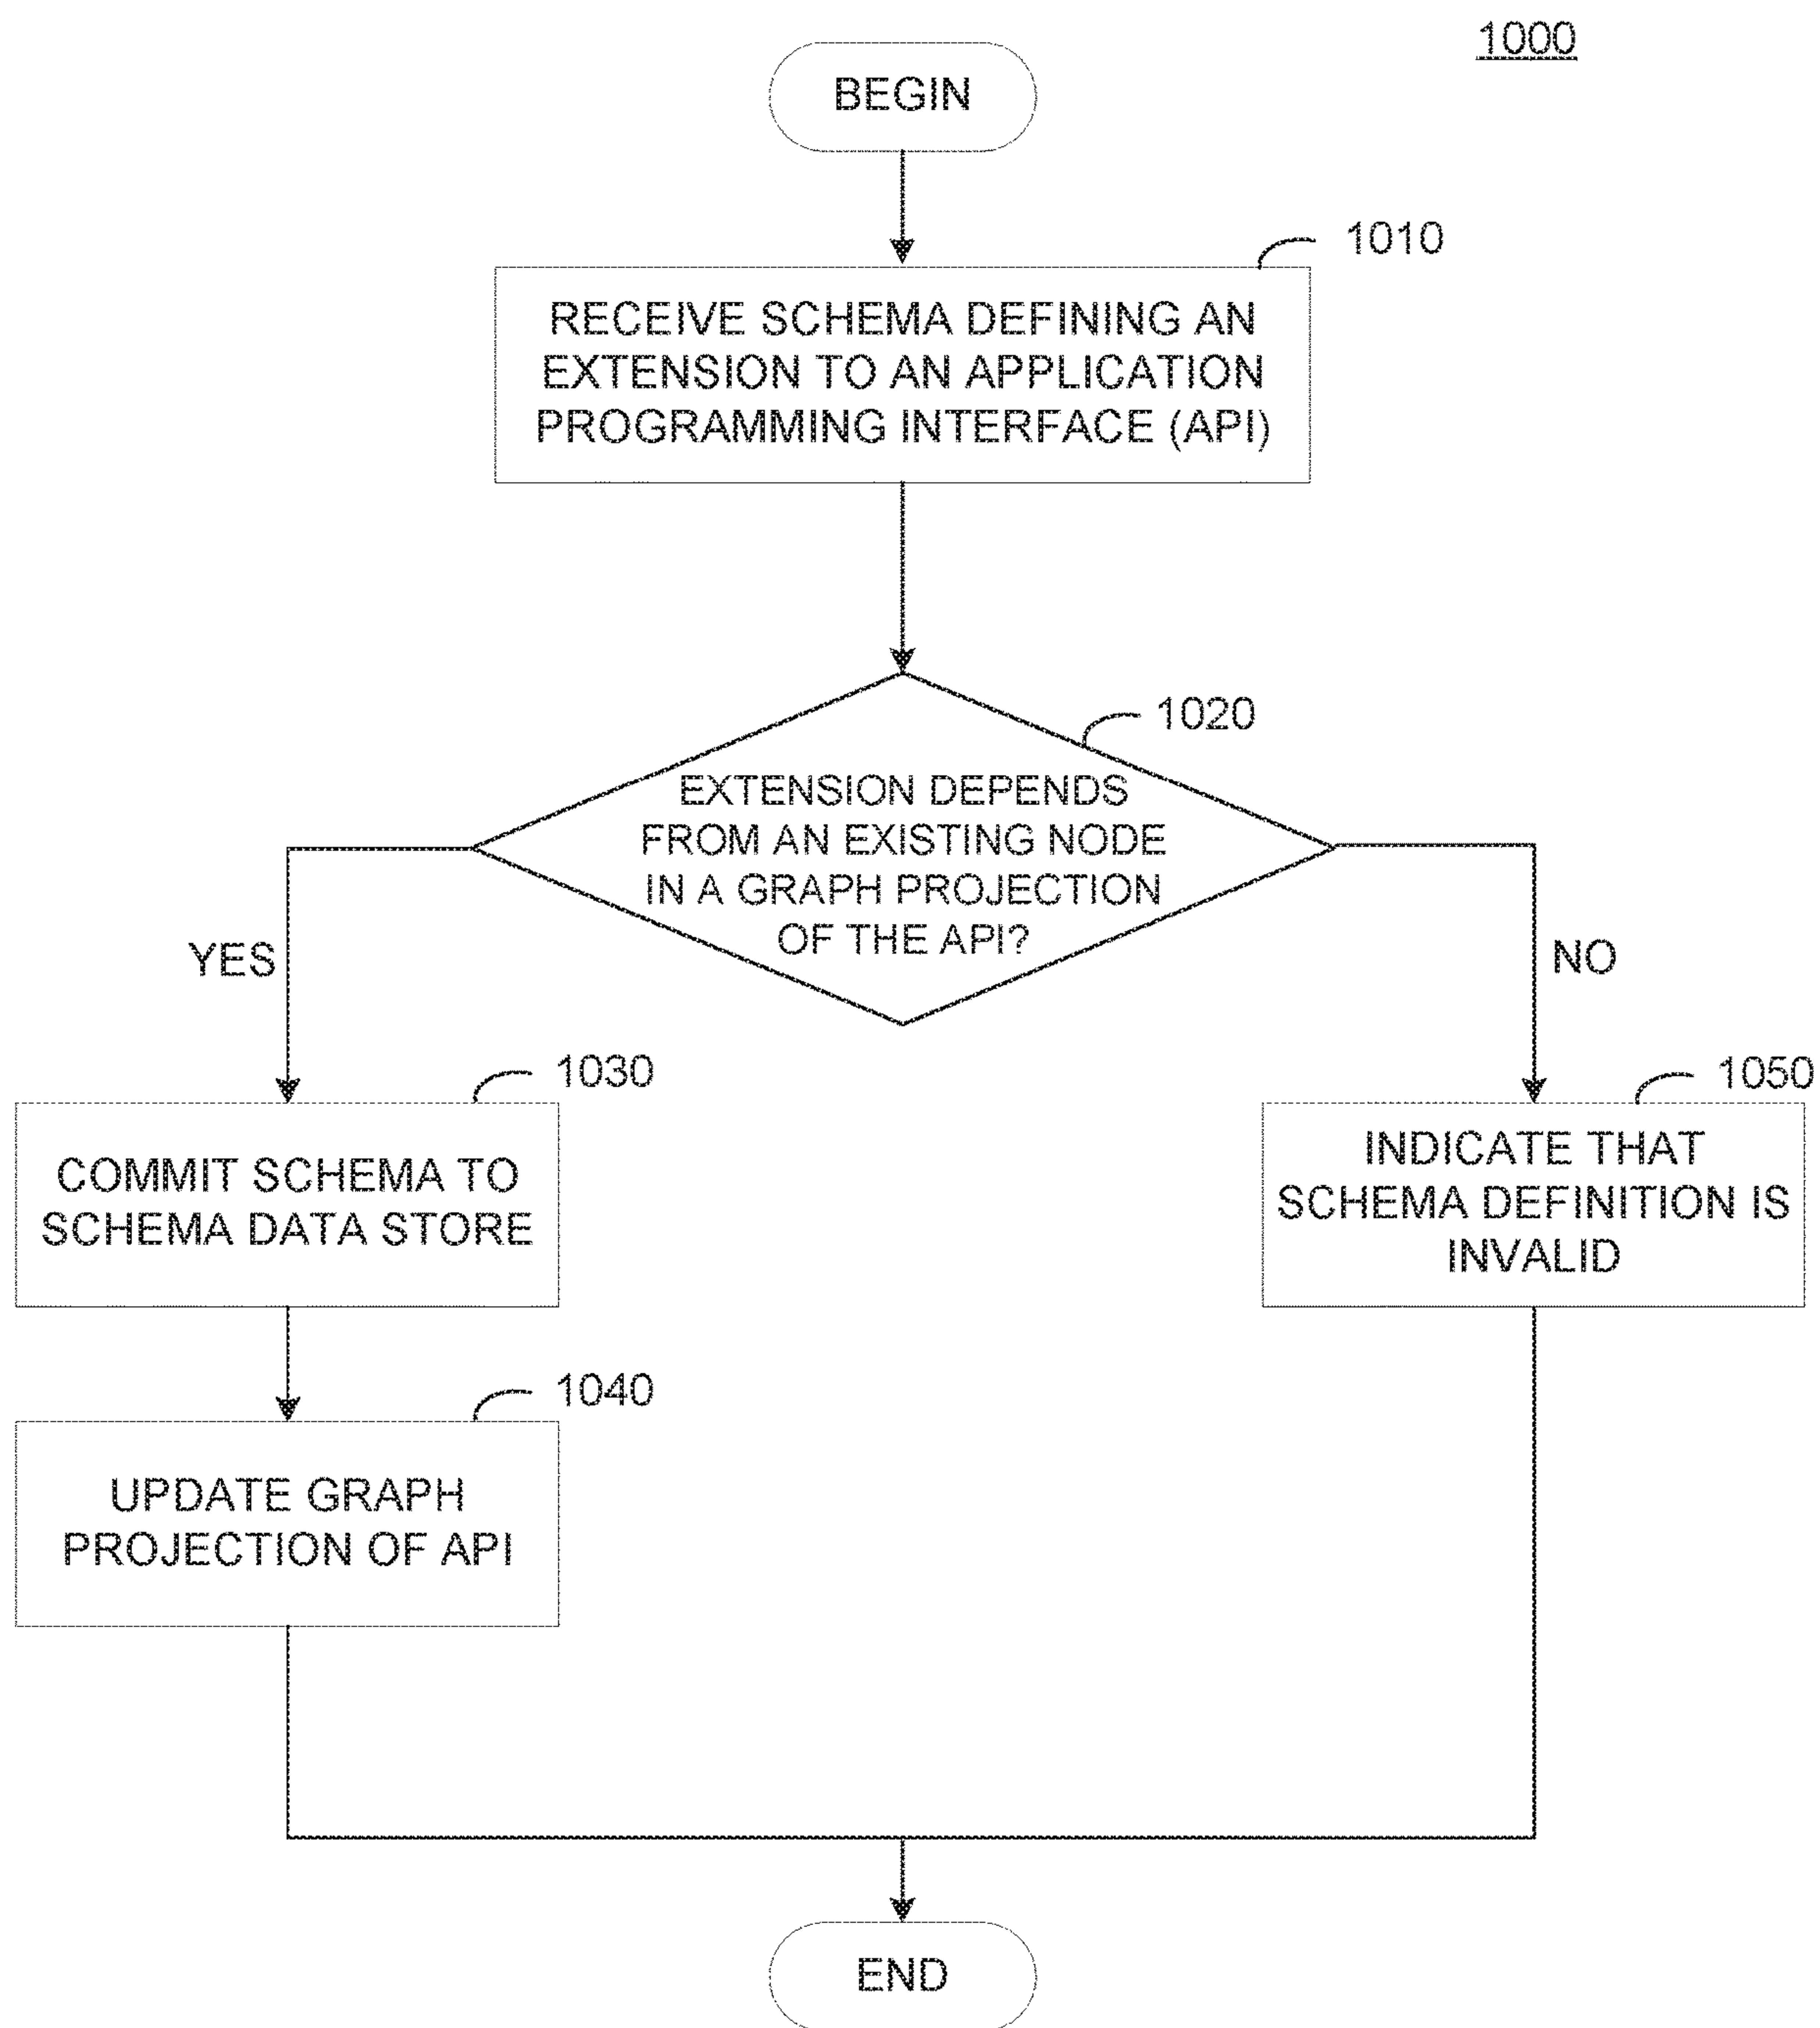 1000
BEGIN
1010
RECEIVE SCHEMA DEFINING AN
EXTENSION TO AN APPLICATION
PROGRAMMING INTERFACE (API)
1020
EXTENSION DEPENDS
FROM AN EXISTING NODE
IN A GRAPH PROJECTION
OF THE API?
YES
NO
1030
COMMIT SCHEMA TO
SCHEMA DATA STORE
1050
INDICATE THAT
SCHEMA DEFINITION IS
INVALID
1040
UPDATE GRAPH
PROJECTION OF API
END